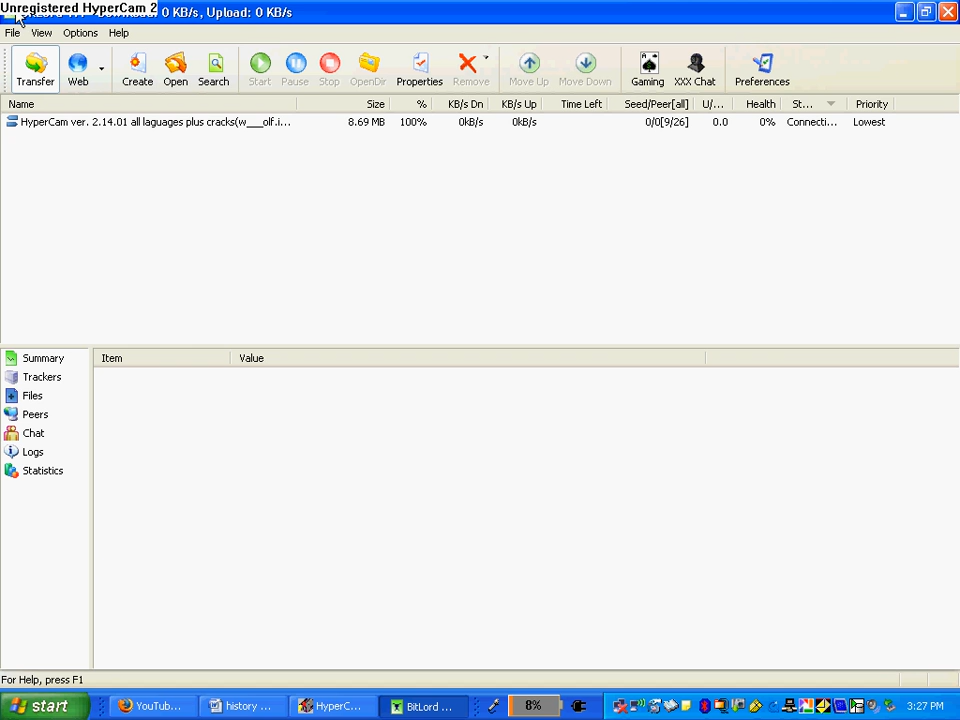 Unregistered HyperCam 2
0 KB/s, Upload: 0 KB/s
File View Options Help
Transfer Web Create Open Search Start Pause Stop OpenDir Properties Remove Move Up Move Down Gaming XXX Chat Preferences
Name Size % KB/s Dn KB/s Up Time Left Seed/Peer[all] U/... Health St... Priority
HyperCam ver. 2.14.01 all laguages plus cracks(w___olf.i... 8.69 MB 100% 0kB/s 0kB/s 0/0[9/26] 0.0 0% Connecti... Lowest
Summary Item Value
Trackers
Files
Peers
Chat
Logs
Statistics
For Help, press F1
start YouTub... history ... HyperC... BitLord ... 8% 3:27 PM